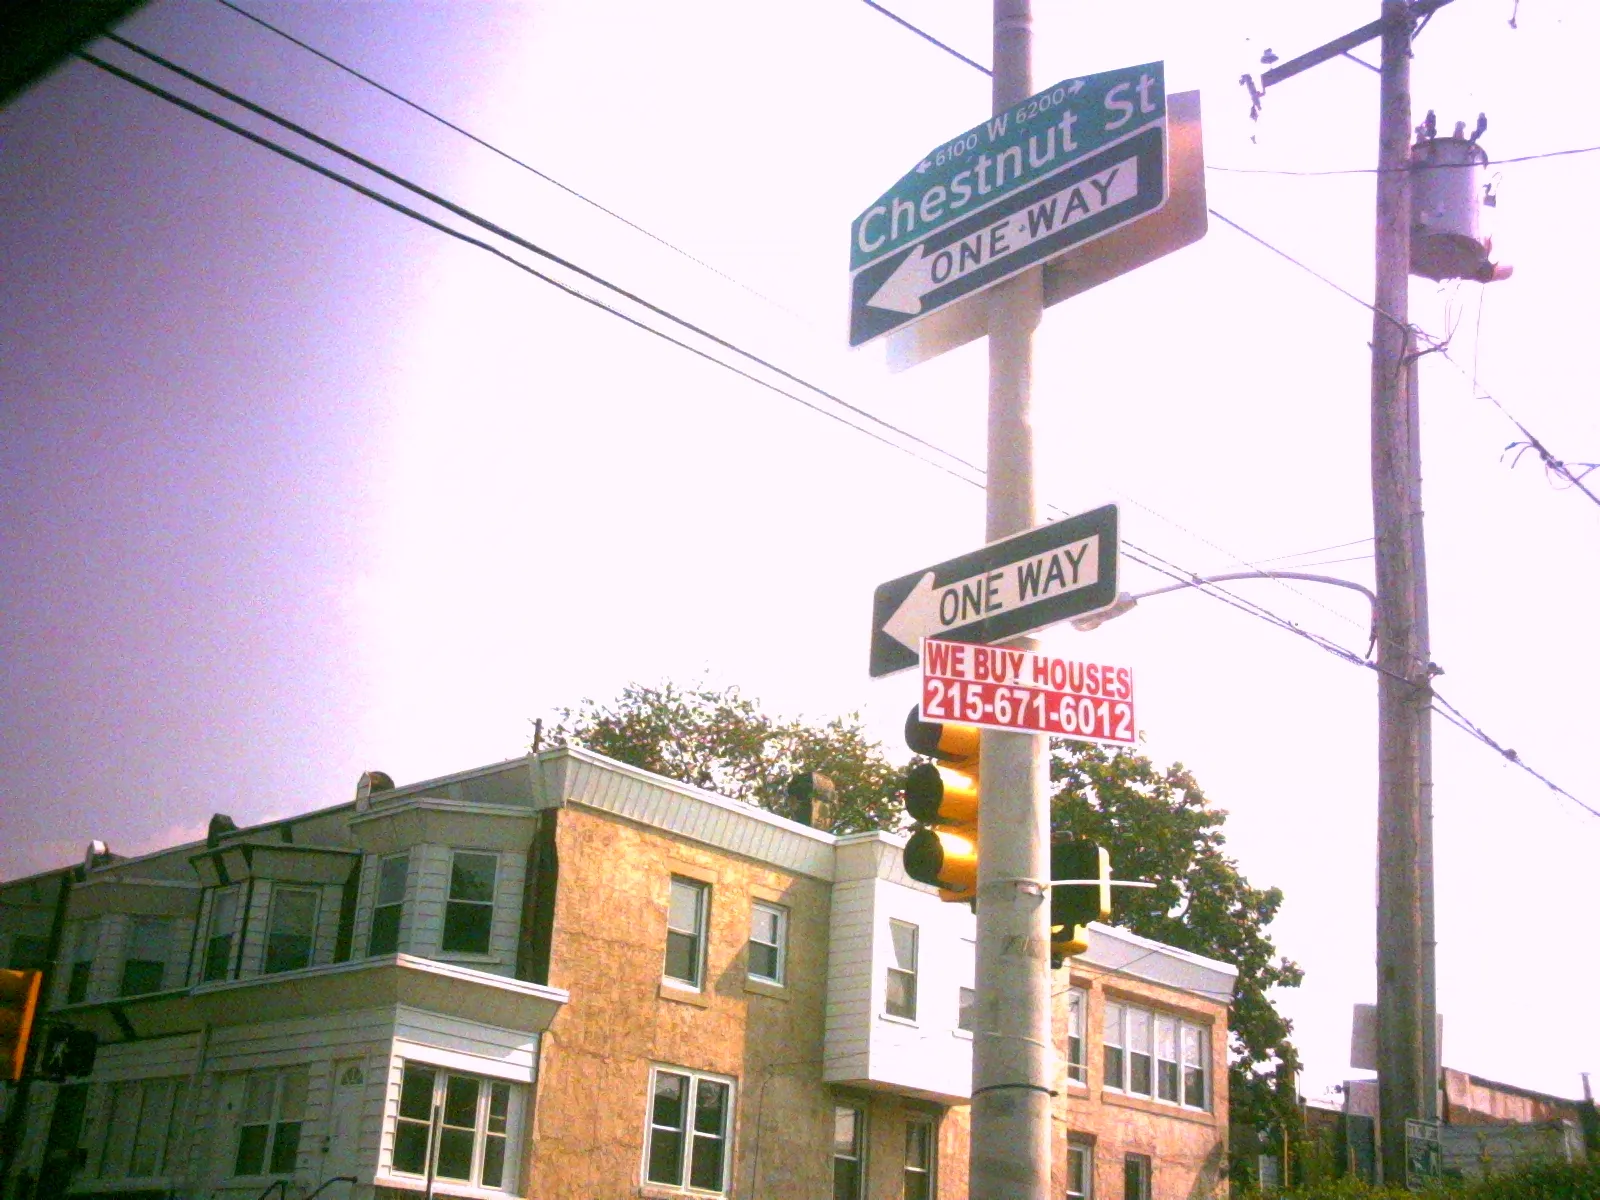 ← 6100 W 6200 →
Chestnut St
ONE WAY
ONE WAY
WE BUY HOUSES
215-671-6012